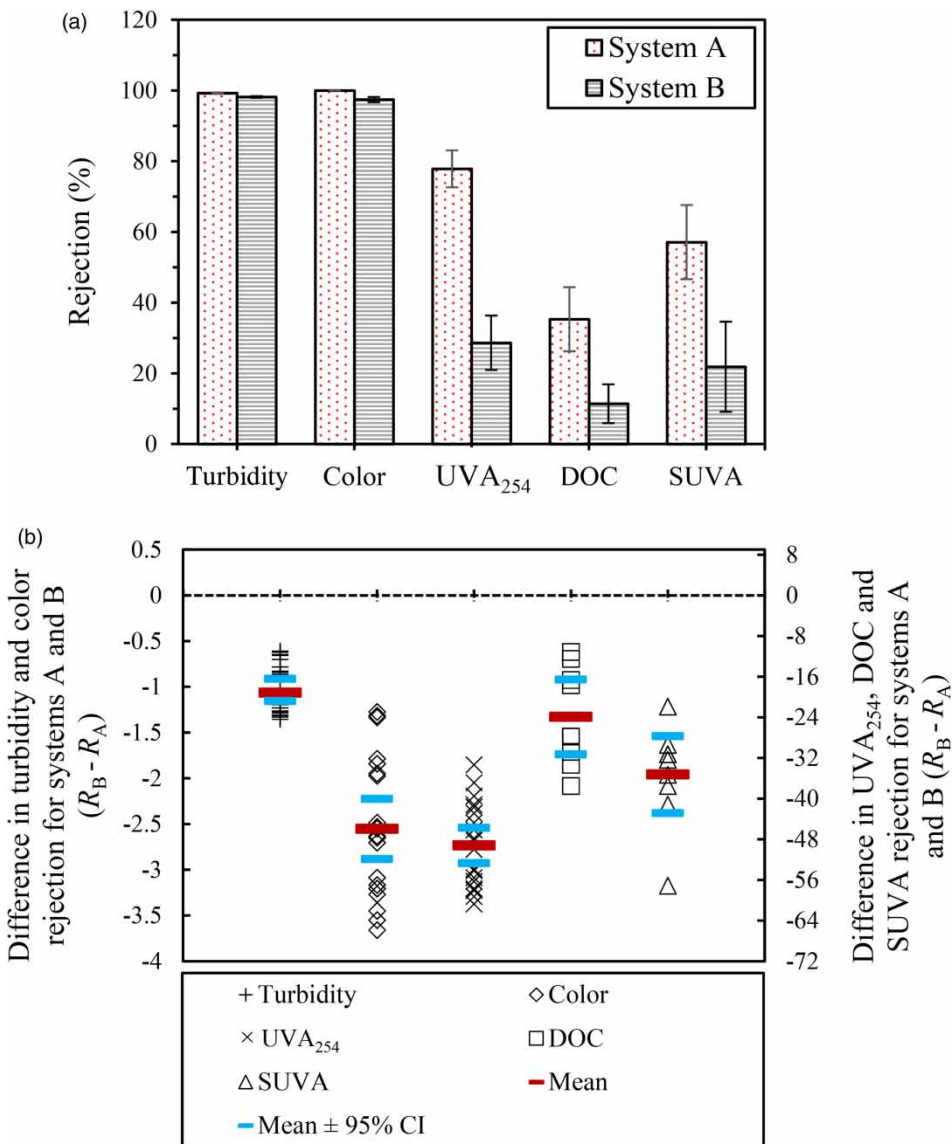 (a)
120
100
80
60
40
20
0
Rejection (%)
System A
System B
Turbidity
Color
UVA254
DOC
SUVA
(b)
Difference in turbidity and color
rejection for systems A and B
(RB - RA)
0.5
0
-0.5
-1
-1.5
-2
-2.5
-3
-3.5
-4
8
0
-8
-16
-24
-32
-40
-48
-56
-64
-72
Difference in UVA254, DOC and
SUVA rejection for systems A
and B (RB - RA)
Turbidity
Color
UVA254
DOC
SUVA
Mean
Mean ± 95% CI